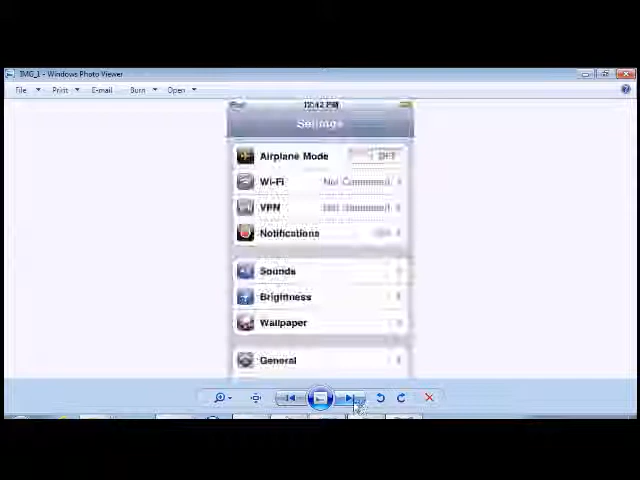 IMG_1 - Windows Photo Viewer
File Print E-mail Burn Open
iPod 12:42 PM
Settings
Airplane Mode OFF
Wi-Fi Not Connected
VPN Not Connected
Notifications
Sounds
Brightness
Wallpaper
General